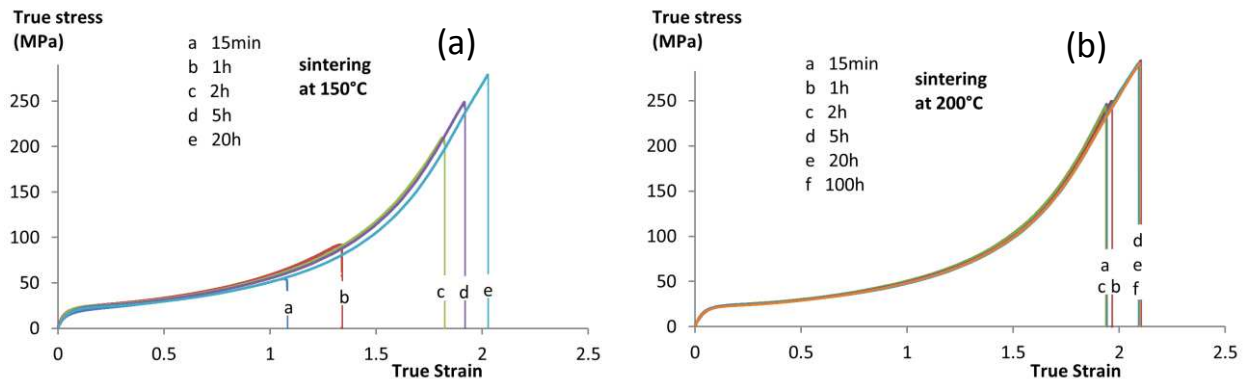 True stress
(MPa)
(a)
a 15min
b 1h
c 2h
d 5h
e 20h
sintering
at 150°C
250
200
150
100
50
0
a
b
c
d
e
0
0.5
1
1.5
2
2.5
True Strain
True stress
(MPa)
(b)
a 15min
b 1h
c 2h
d 5h
e 20h
f 100h
sintering
at 200°C
250
200
150
100
50
0
d
a e
c b f
0
0.5
1
1.5
2
2.5
True Strain